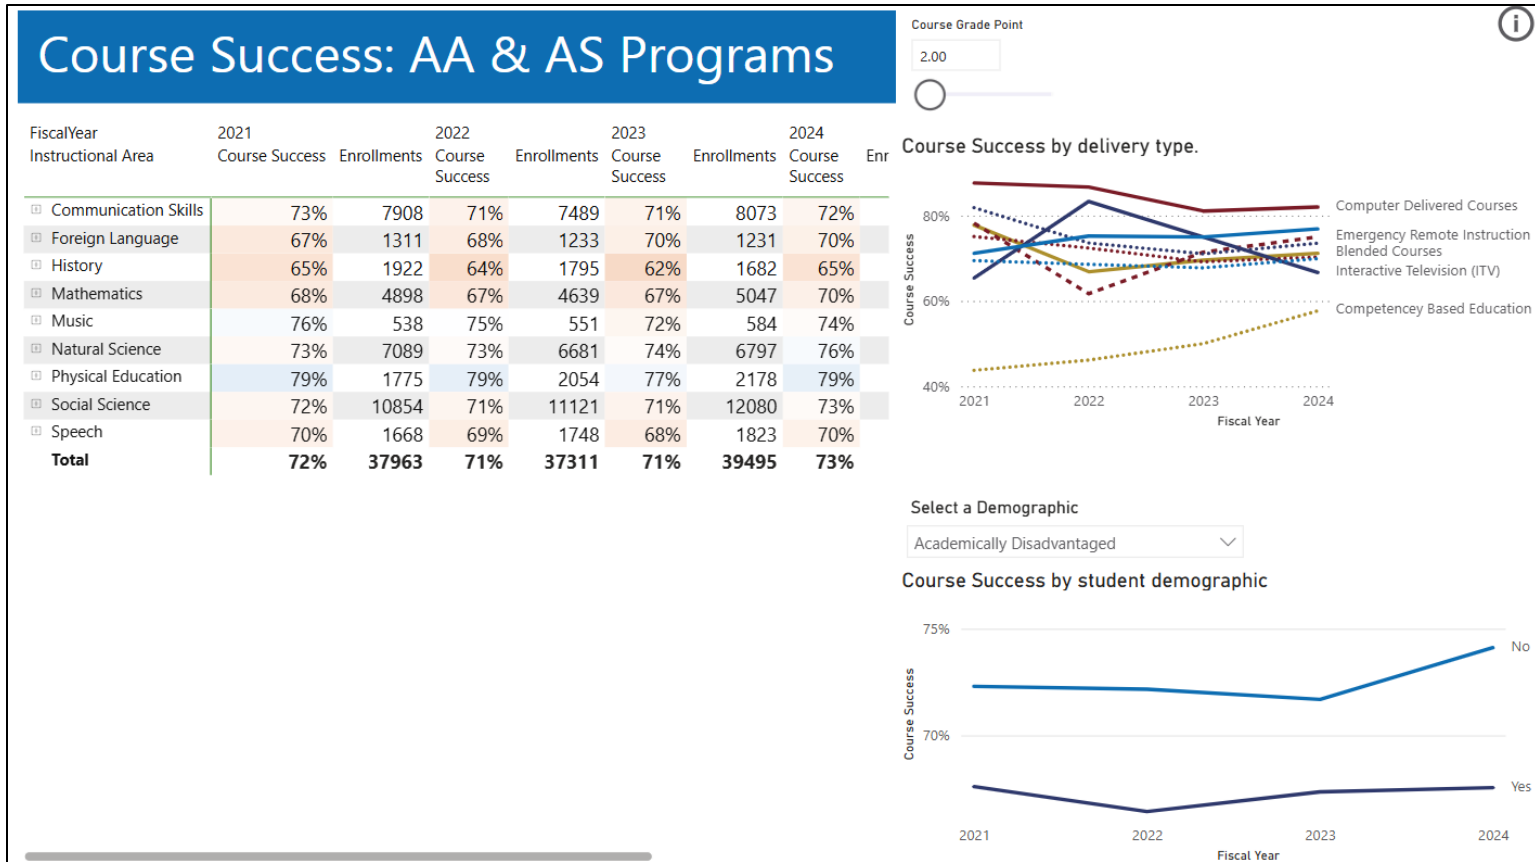 Course Success: AA & AS Programs
Course Grade Point
2.00
FiscalYear 2021 2022 2023 2024
Instructional Area Course Success Enrollments Course Success Enrollments Course Success Enrollments Course Success Enr
Communication Skills 73% 7908 71% 7489 71% 8073 72%
Foreign Language 67% 1311 68% 1233 70% 1231 70%
History 65% 1922 64% 1795 62% 1682 65%
Mathematics 68% 4898 67% 4639 67% 5047 70%
Music 76% 538 75% 551 72% 584 74%
Natural Science 73% 7089 73% 6681 74% 6797 76%
Physical Education 79% 1775 79% 2054 77% 2178 79%
Social Science 72% 10854 71% 11121 71% 12080 73%
Speech 70% 1668 69% 1748 68% 1823 70%
Total 72% 37963 71% 37311 71% 39495 73%
Course Success by delivery type.
Course Success
80%
60%
40%
Computer Delivered Courses
Emergency Remote Instruction
Blended Courses
Interactive Television (ITV)
Competencey Based Education
2021 2022 2023 2024
Fiscal Year
Select a Demographic
Academically Disadvantaged
Course Success by student demographic
Course Success
75%
70%
No
Yes
2021 2022 2023 2024
Fiscal Year